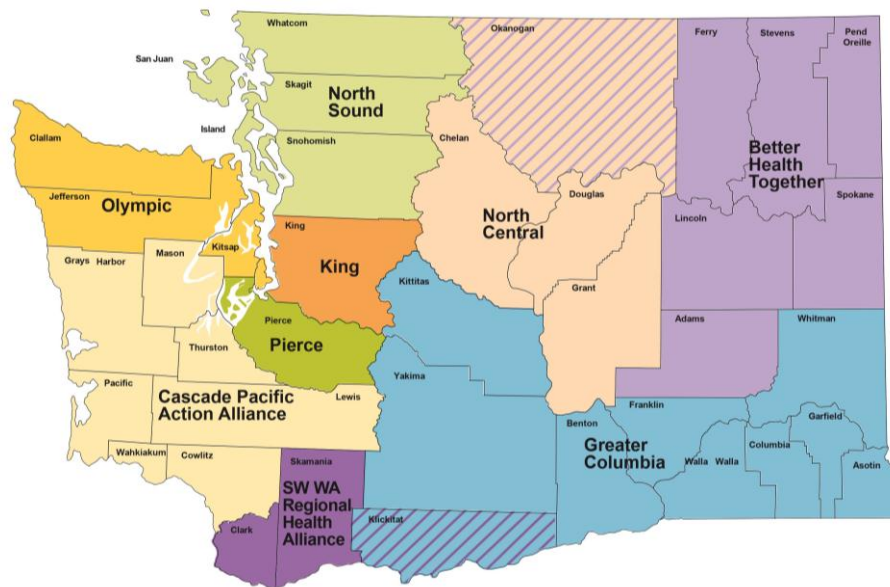 Whatcom
Okanogan
Ferry
Stevens
Pend
Oreille
San Juan
Skagit
North
Sound
Island
Chelan
Clallam
Snohomish
Better
Health
Together
Jefferson
Olympic
Douglas
Spokane
King
North
Central
Lincoln
Kitsap
Mason
Grays Harbor
King
Kittitas
Grant
Pierce
Pierce
Adams
Whitman
Thurston
Pacific
Cascade Pacific
Action Alliance
Lewis
Yakima
Franklin
Benton
Greater
Columbia
Garfield
Columbia
Walla Walla
Asotin
Wahkiakum
Cowlitz
Skamania
SW WA
Regional
Health
Alliance
Clark
Klickitat